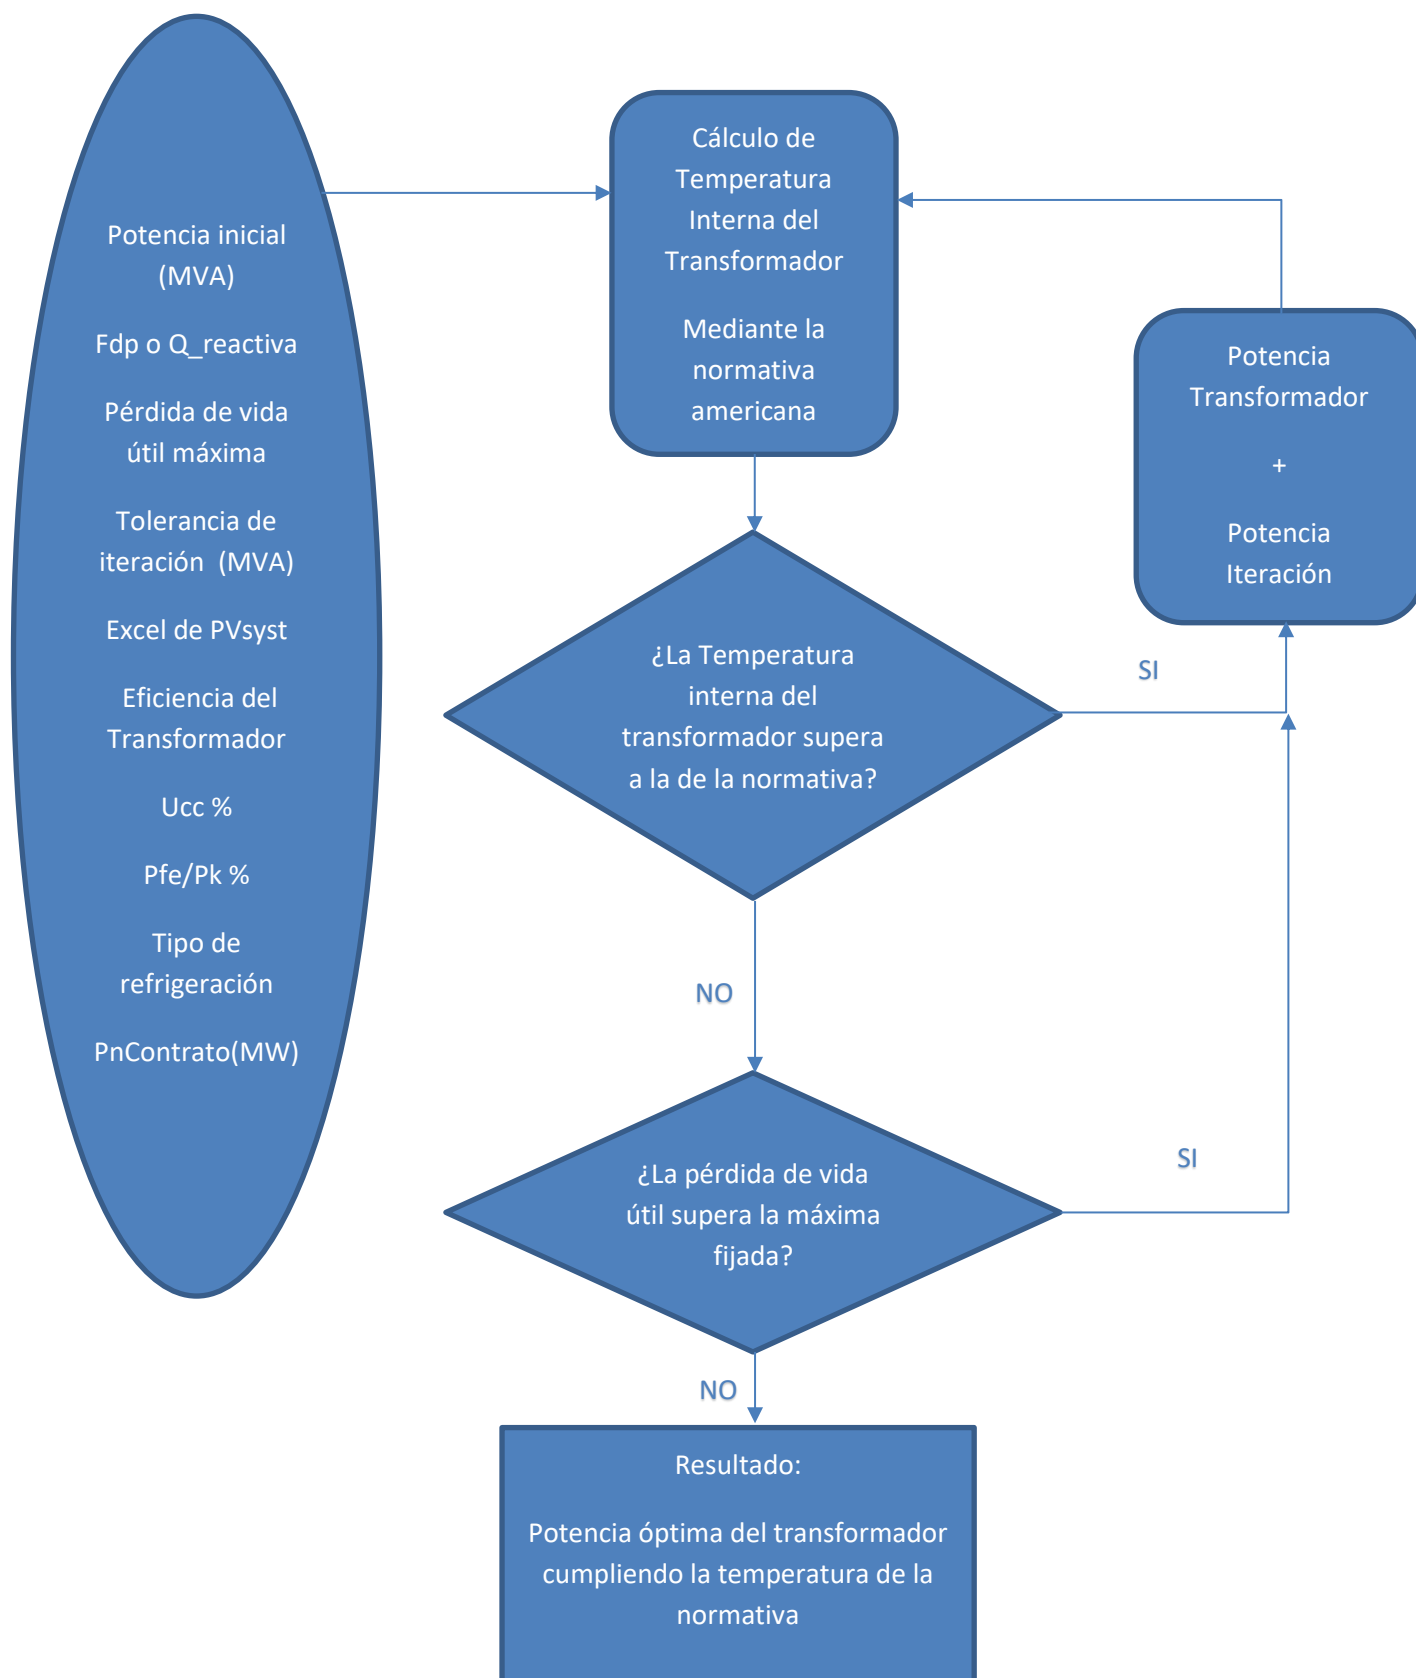 Potencia inicial
(MVA)
Fdp o Q_reactiva
Pérdida de vida
útil máxima
Tolerancia de
iteración  (MVA)
Excel de PVsyst
Eficiencia del
Transformador
Ucc %
Pfe/Pk %
Tipo de
refrigeración
PnContrato(MW)
Cálculo de
Temperatura
Interna del
Transformador
Mediante la
normativa
americana
Potencia
Transformador
+
Potencia
Iteración
¿La Temperatura
interna del
transformador supera
a la de la normativa?
SI
NO
¿La pérdida de vida
útil supera la máxima
fijada?
SI
NO
Resultado:
Potencia óptima del transformador
cumpliendo la temperatura de la
normativa